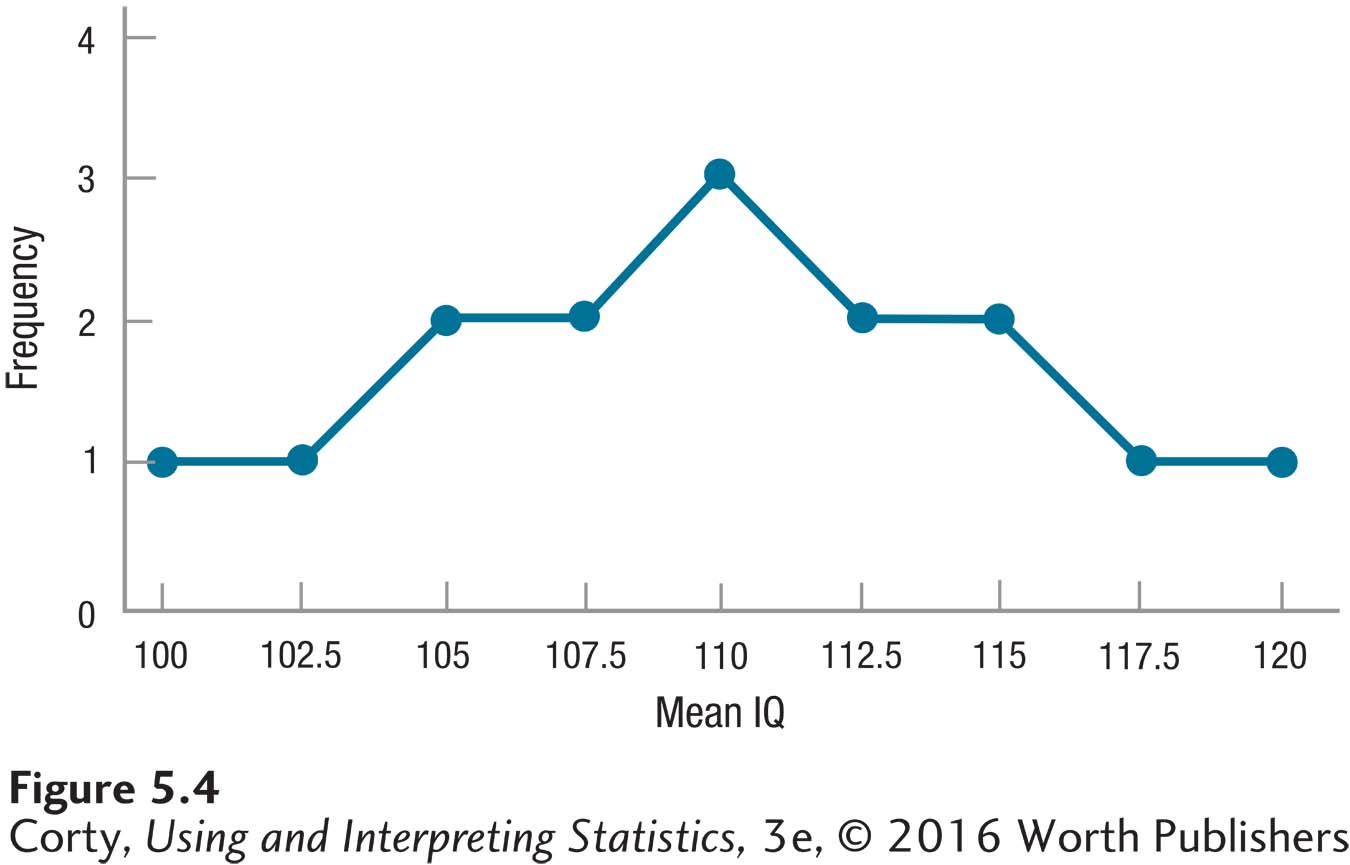 4
3
2
1
0
Frequency
100 102.5 105 107.5 110 112.5 115 117.5 120
Mean IQ
Figure 5.4
Corty, Using and Interpreting Statistics, 3e, © 2016 Worth Publishers